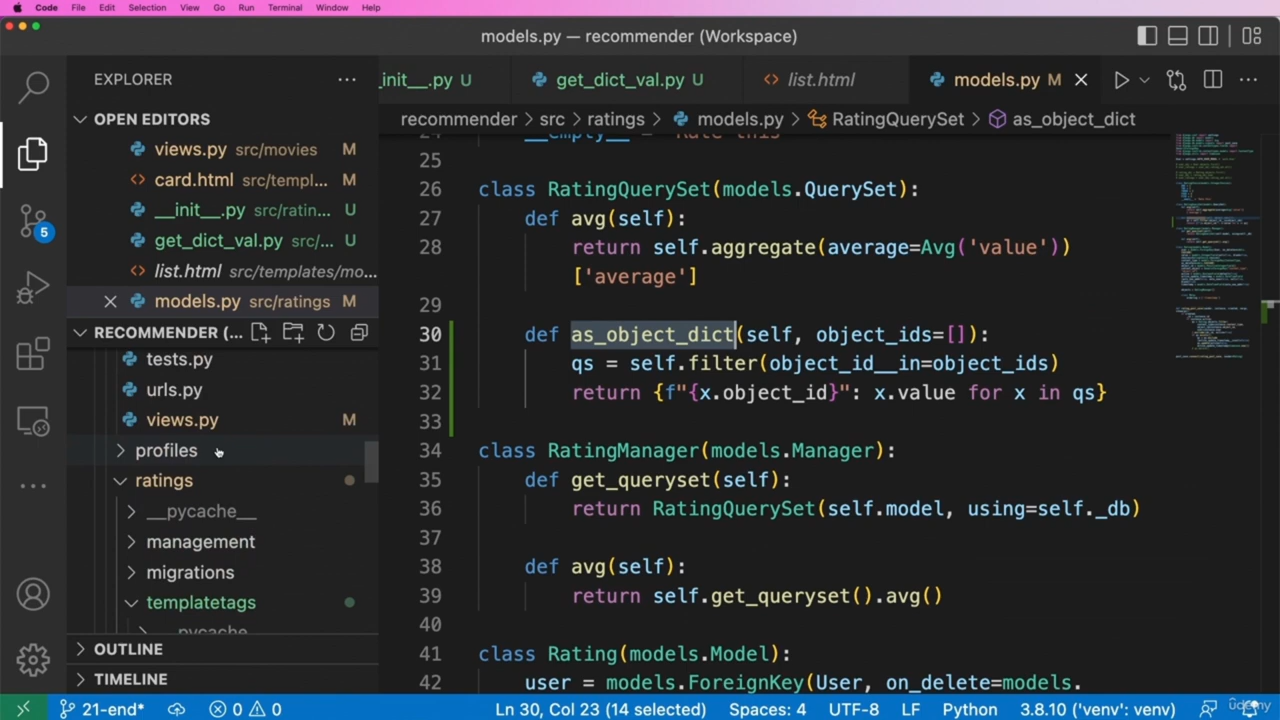 Code File Edit Selection View Go Run Terminal Window Help
models.py — recommender (Workspace)
EXPLORER
_init__.py U
get_dict_val.py U
list.html
models.py M
recommender > src > ratings > models.py > RatingQuerySet > as_object_dict
OPEN EDITORS
views.py src/movies M
card.html src/templ... M
__init__.py src/ratin... U
get_dict_val.py src/... U
list.html src/templates/mo...
models.py src/ratings M
RECOMMENDER (...
tests.py
urls.py
views.py M
profiles
ratings
__pycache__
management
migrations
templatetags
__pycache__
OUTLINE
TIMELINE
5
24 __empty__ = 'Rate this'
25
26 class RatingQuerySet(models.QuerySet):
27 def avg(self):
28 return self.aggregate(average=Avg('value'))
['average']
29
30 def as_object_dict(self, object_ids=[]):
31 qs = self.filter(object_id__in=object_ids)
32 return {f"{x.object_id}": x.value for x in qs}
33
34 class RatingManager(models.Manager):
35 def get_queryset(self):
36 return RatingQuerySet(self.model, using=self._db)
37
38 def avg(self):
39 return self.get_queryset().avg()
40
41 class Rating(models.Model):
42 user = models.ForeignKey(User, on_delete=models.
21-end* 0 0 Ln 30, Col 23 (14 selected) Spaces: 4 UTF-8 LF Python 3.8.10 ('venv': venv)
udemy